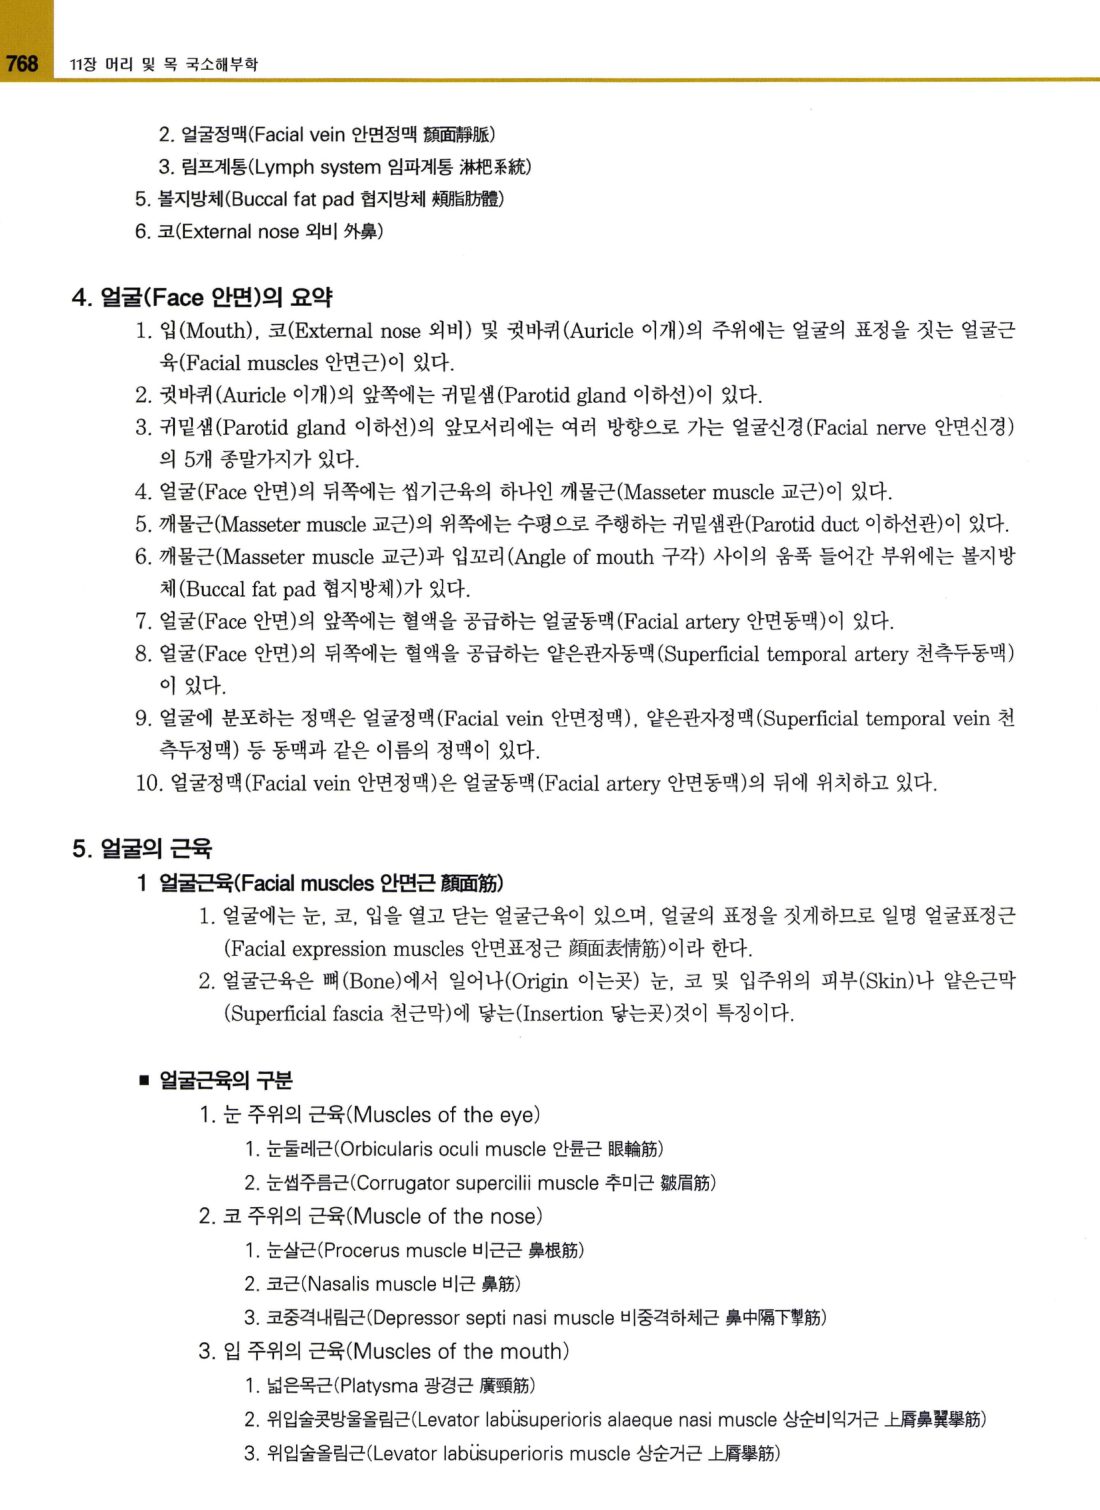 768
11장 머리 및 목 국소해부학
2. 얼굴정맥(Facial vein 안면정맥 顔面靜脈)
3. 림프계통(Lymph system 임파계통 淋杷系統)
5. 볼지방체(Buccal fat pad 협지방체 頰脂肪體)
6. 코(External nose 외비 外鼻)
4. 얼굴(Face 안면)의 요약
1. 입(Mouth), 코(External nose 외비) 및 귓바퀴(Auricle 이개)의 주위에는 얼굴의 표정을 짓는 얼굴근
육(Facial muscles 안면근)이 있다.
2. 귓바퀴(Auricle 이개)의 앞쪽에는 귀밑샘(Parotid gland 이하선)이 있다.
3. 귀밑샘(Parotid gland 이하선)의 앞모서리에는 여러 방향으로 가는 얼굴신경(Facial nerve 안면신경)
의 5개 종말가지가 있다.
4. 얼굴(Face 안면)의 뒤쪽에는 씹기근육의 하나인 깨물근(Masseter muscle 교근)이 있다.
5. 깨물근(Masseter muscle 교근)의 위쪽에는 수평으로 주행하는 귀밑샘관(Parotid duct 이하선관)이 있다.
6. 깨물근(Masseter muscle 교근)과 입꼬리(Angle of mouth 구각) 사이의 움푹 들어간 부위에는 볼지방
체(Buccal fat pad 협지방체)가 있다.
7. 얼굴(Face 안면)의 앞쪽에는 혈액을 공급하는 얼굴동맥(Facial artery 안면동맥)이 있다.
8. 얼굴(Face 안면)의 뒤쪽에는 혈액을 공급하는 얕은관자동맥(Superficial temporal artery 천측두동맥)
이 있다.
9. 얼굴에 분포하는 정맥은 얼굴정맥(Facial vein 안면정맥), 얕은관자정맥(Superficial temporal vein 천
측두정맥) 등 동맥과 같은 이름의 정맥이 있다.
10. 얼굴정맥(Facial vein 안면정맥)은 얼굴동맥(Facial artery 안면동맥)의 뒤에 위치하고 있다.
5. 얼굴의 근육
1 얼굴근육(Facial muscles 안면근 顔面筋)
1. 얼굴에는 눈, 코, 입을 열고 닫는 얼굴근육이 있으며, 얼굴의 표정을 짓게하므로 일명 얼굴표정근
(Facial expression muscles 안면표정근 顔面表情筋)이라 한다.
2. 얼굴근육은 뼈(Bone)에서 일어나(Origin 이는곳) 눈, 코 및 입주위의 피부(Skin)나 얕은근막
(Superficial fascia 천근막)에 닿는(Insertion 닿는곳)것이 특징이다.
■ 얼굴근육의 구분
1. 눈 주위의 근육(Muscles of the eye)
1. 눈둘레근(Orbicularis oculi muscle 안륜근 眼輪筋)
2. 눈썹주름근(Corrugator supercilii muscle 추미근 皺眉筋)
2. 코 주위의 근육(Muscle of the nose)
1. 눈살근(Procerus muscle 비근근 鼻根筋)
2. 코근(Nasalis muscle 비근 鼻筋)
3. 코중격내림근(Depressor septi nasi muscle 비중격하체근 鼻中隔下掣筋)
3. 입 주위의 근육(Muscles of the mouth)
1. 넓은목근(Platysma 광경근 廣頸筋)
2. 위입술콧방울올림근(Levator labüsuperioris alaeque nasi muscle 상순비익거근 上脣鼻翼擧筋)
3. 위입술올림근(Levator labüsuperioris muscle 상순거근 上脣擧筋)